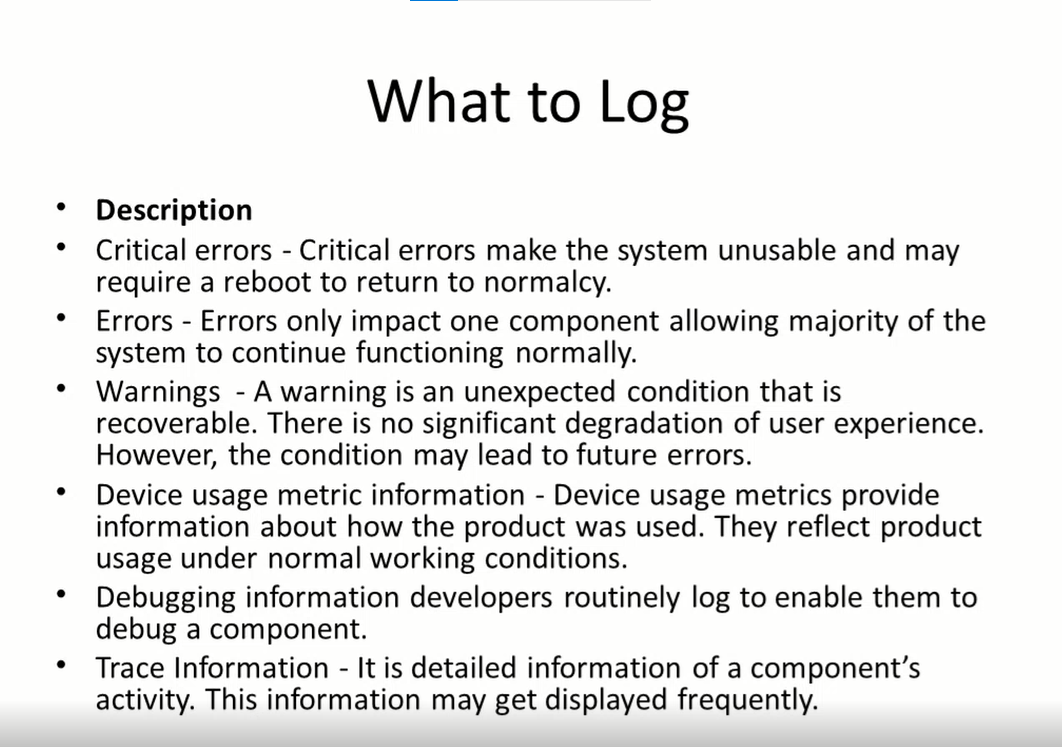 What to Log
• Description
• Critical errors - Critical errors make the system unusable and may
require a reboot to return to normalcy.
• Errors - Errors only impact one component allowing majority of the
system to continue functioning normally.
• Warnings  - A warning is an unexpected condition that is
recoverable. There is no significant degradation of user experience.
However, the condition may lead to future errors.
• Device usage metric information - Device usage metrics provide
information about how the product was used. They reflect product
usage under normal working conditions.
• Debugging information developers routinely log to enable them to
debug a component.
• Trace Information - It is detailed information of a component’s
activity. This information may get displayed frequently.